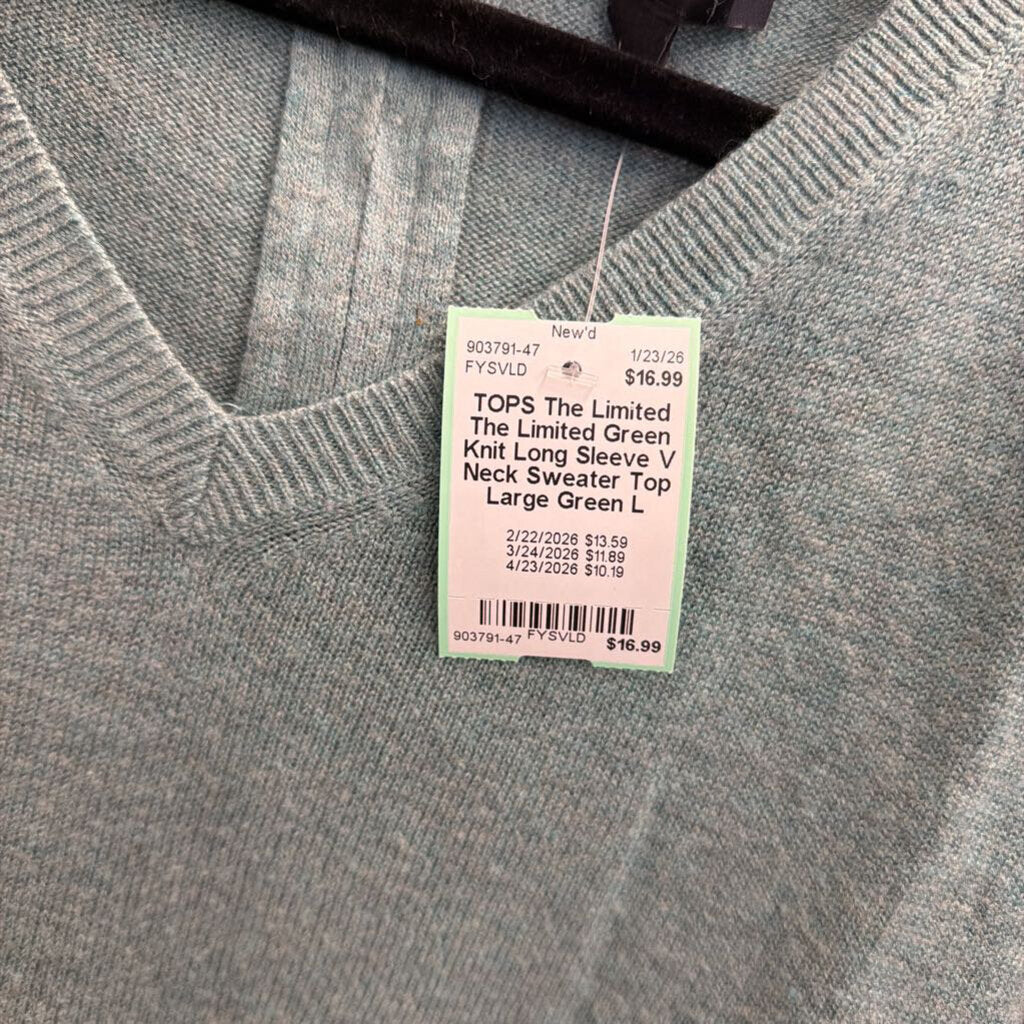 New'd
903791-47 1/23/26
FYSVLD $16.99
TOPS The Limited
The Limited Green
Knit Long Sleeve V
Neck Sweater Top
Large Green L
2/22/2026 $13.59
3/24/2026 $11.89
4/23/2026 $10.19
903791-47 FYSVLD $16.99